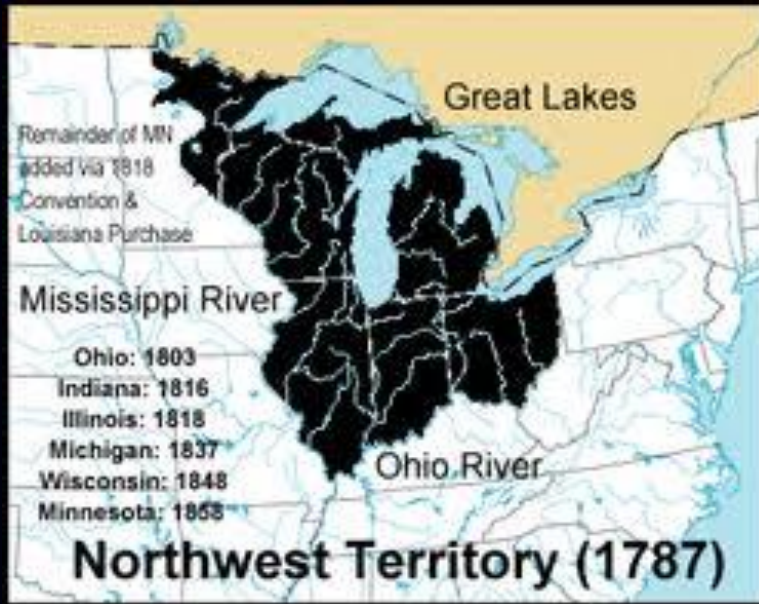 Great Lakes
Remainder of MN
added via 1818
Convention &
Louisiana Purchase
Mississippi River
Ohio: 1803
Indiana: 1816
Illinois: 1818
Michigan: 1837
Wisconsin: 1848
Minnesota: 1858
Ohio River
Northwest Territory (1787)